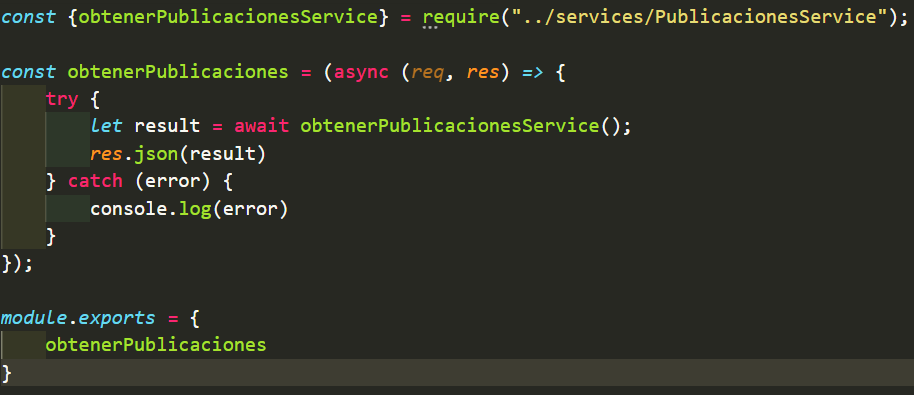 const {obtenerPublicacionesService} = require("../services/PublicacionesService");
const obtenerPublicaciones = (async (req, res) => {
    try {
        let result = await obtenerPublicacionesService();
        res.json(result)
    } catch (error) {
        console.log(error)
    }
});
module.exports = {
    obtenerPublicaciones
}